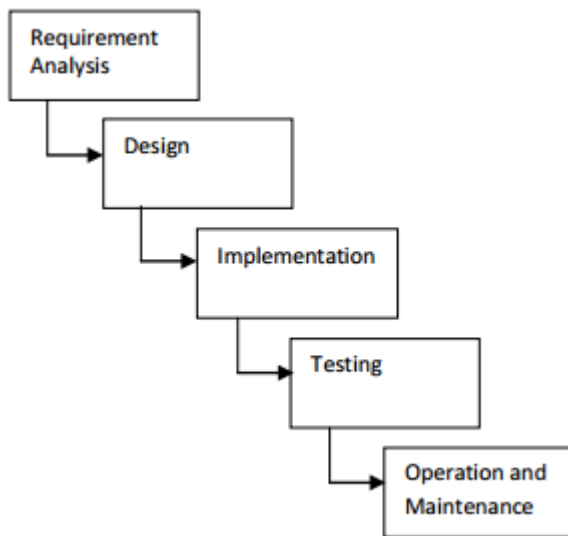 Requirement
Analysis
Design
Implementation
Testing
Operation and
Maintenance